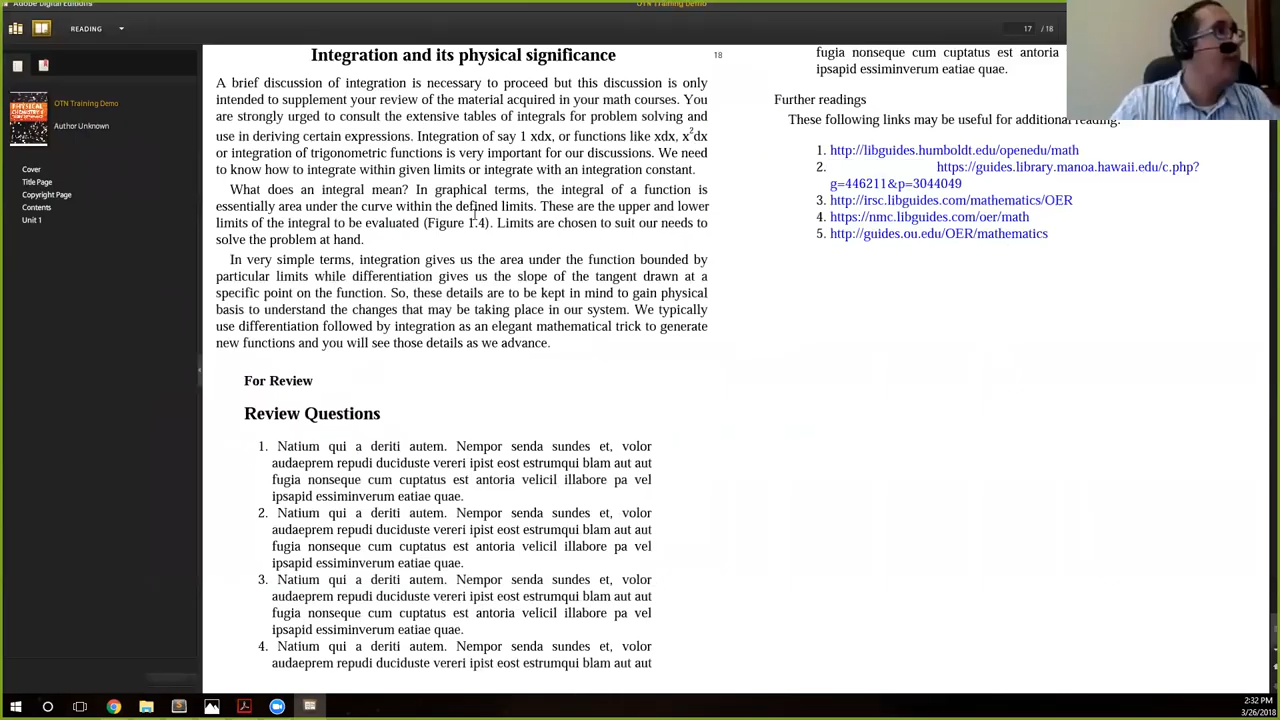 Adobe Digital Editions
OTN Training Demo
READING
17 / 18
OTN Training Demo
Author Unknown
Cover
Title Page
Copyright Page
Contents
Unit 1
Integration and its physical significance
A brief discussion of integration is necessary to proceed but this discussion is only
intended to supplement your review of the material acquired in your math courses. You
are strongly urged to consult the extensive tables of integrals for problem solving and
use in deriving certain expressions. Integration of say 1 xdx, or functions like xdx, x²dx
or integration of trigonometric functions is very important for our discussions. We need
to know how to integrate within given limits or integrate with an integration constant.
What does an integral mean? In graphical terms, the integral of a function is
essentially area under the curve within the defined limits. These are the upper and lower
limits of the integral to be evaluated (Figure 1.4). Limits are chosen to suit our needs to
solve the problem at hand.
In very simple terms, integration gives us the area under the function bounded by
particular limits while differentiation gives us the slope of the tangent drawn at a
specific point on the function. So, these details are to be kept in mind to gain physical
basis to understand the changes that may be taking place in our system. We typically
use differentiation followed by integration as an elegant mathematical trick to generate
new functions and you will see those details as we advance.
For Review
Review Questions
1. Natium qui a deriti autem. Nempor senda sundes et, volor
audaeprem repudi duciduste vereri ipist eost estrumqui blam aut aut
fugia nonseque cum cuptatus est antoria velicil illabore pa vel
ipsapid essiminverum eatiae quae.
2. Natium qui a deriti autem. Nempor senda sundes et, volor
audaeprem repudi duciduste vereri ipist eost estrumqui blam aut aut
fugia nonseque cum cuptatus est antoria velicil illabore pa vel
ipsapid essiminverum eatiae quae.
3. Natium qui a deriti autem. Nempor senda sundes et, volor
audaeprem repudi duciduste vereri ipist eost estrumqui blam aut aut
fugia nonseque cum cuptatus est antoria velicil illabore pa vel
ipsapid essiminverum eatiae quae.
4. Natium qui a deriti autem. Nempor senda sundes et, volor
audaeprem repudi duciduste vereri ipist eost estrumqui blam aut aut
18
fugia nonseque cum cuptatus est antoria
ipsapid essiminverum eatiae quae.
Further readings
These following links may be useful for additional reading.
1. http://libguides.humboldt.edu/openedu/math
2. https://guides.library.manoa.hawaii.edu/c.php?
g=446211&p=3044049
3. http://irsc.libguides.com/mathematics/OER
4. https://nmc.libguides.com/oer/math
5. http://guides.ou.edu/OER/mathematics
2:32 PM
3/26/2018